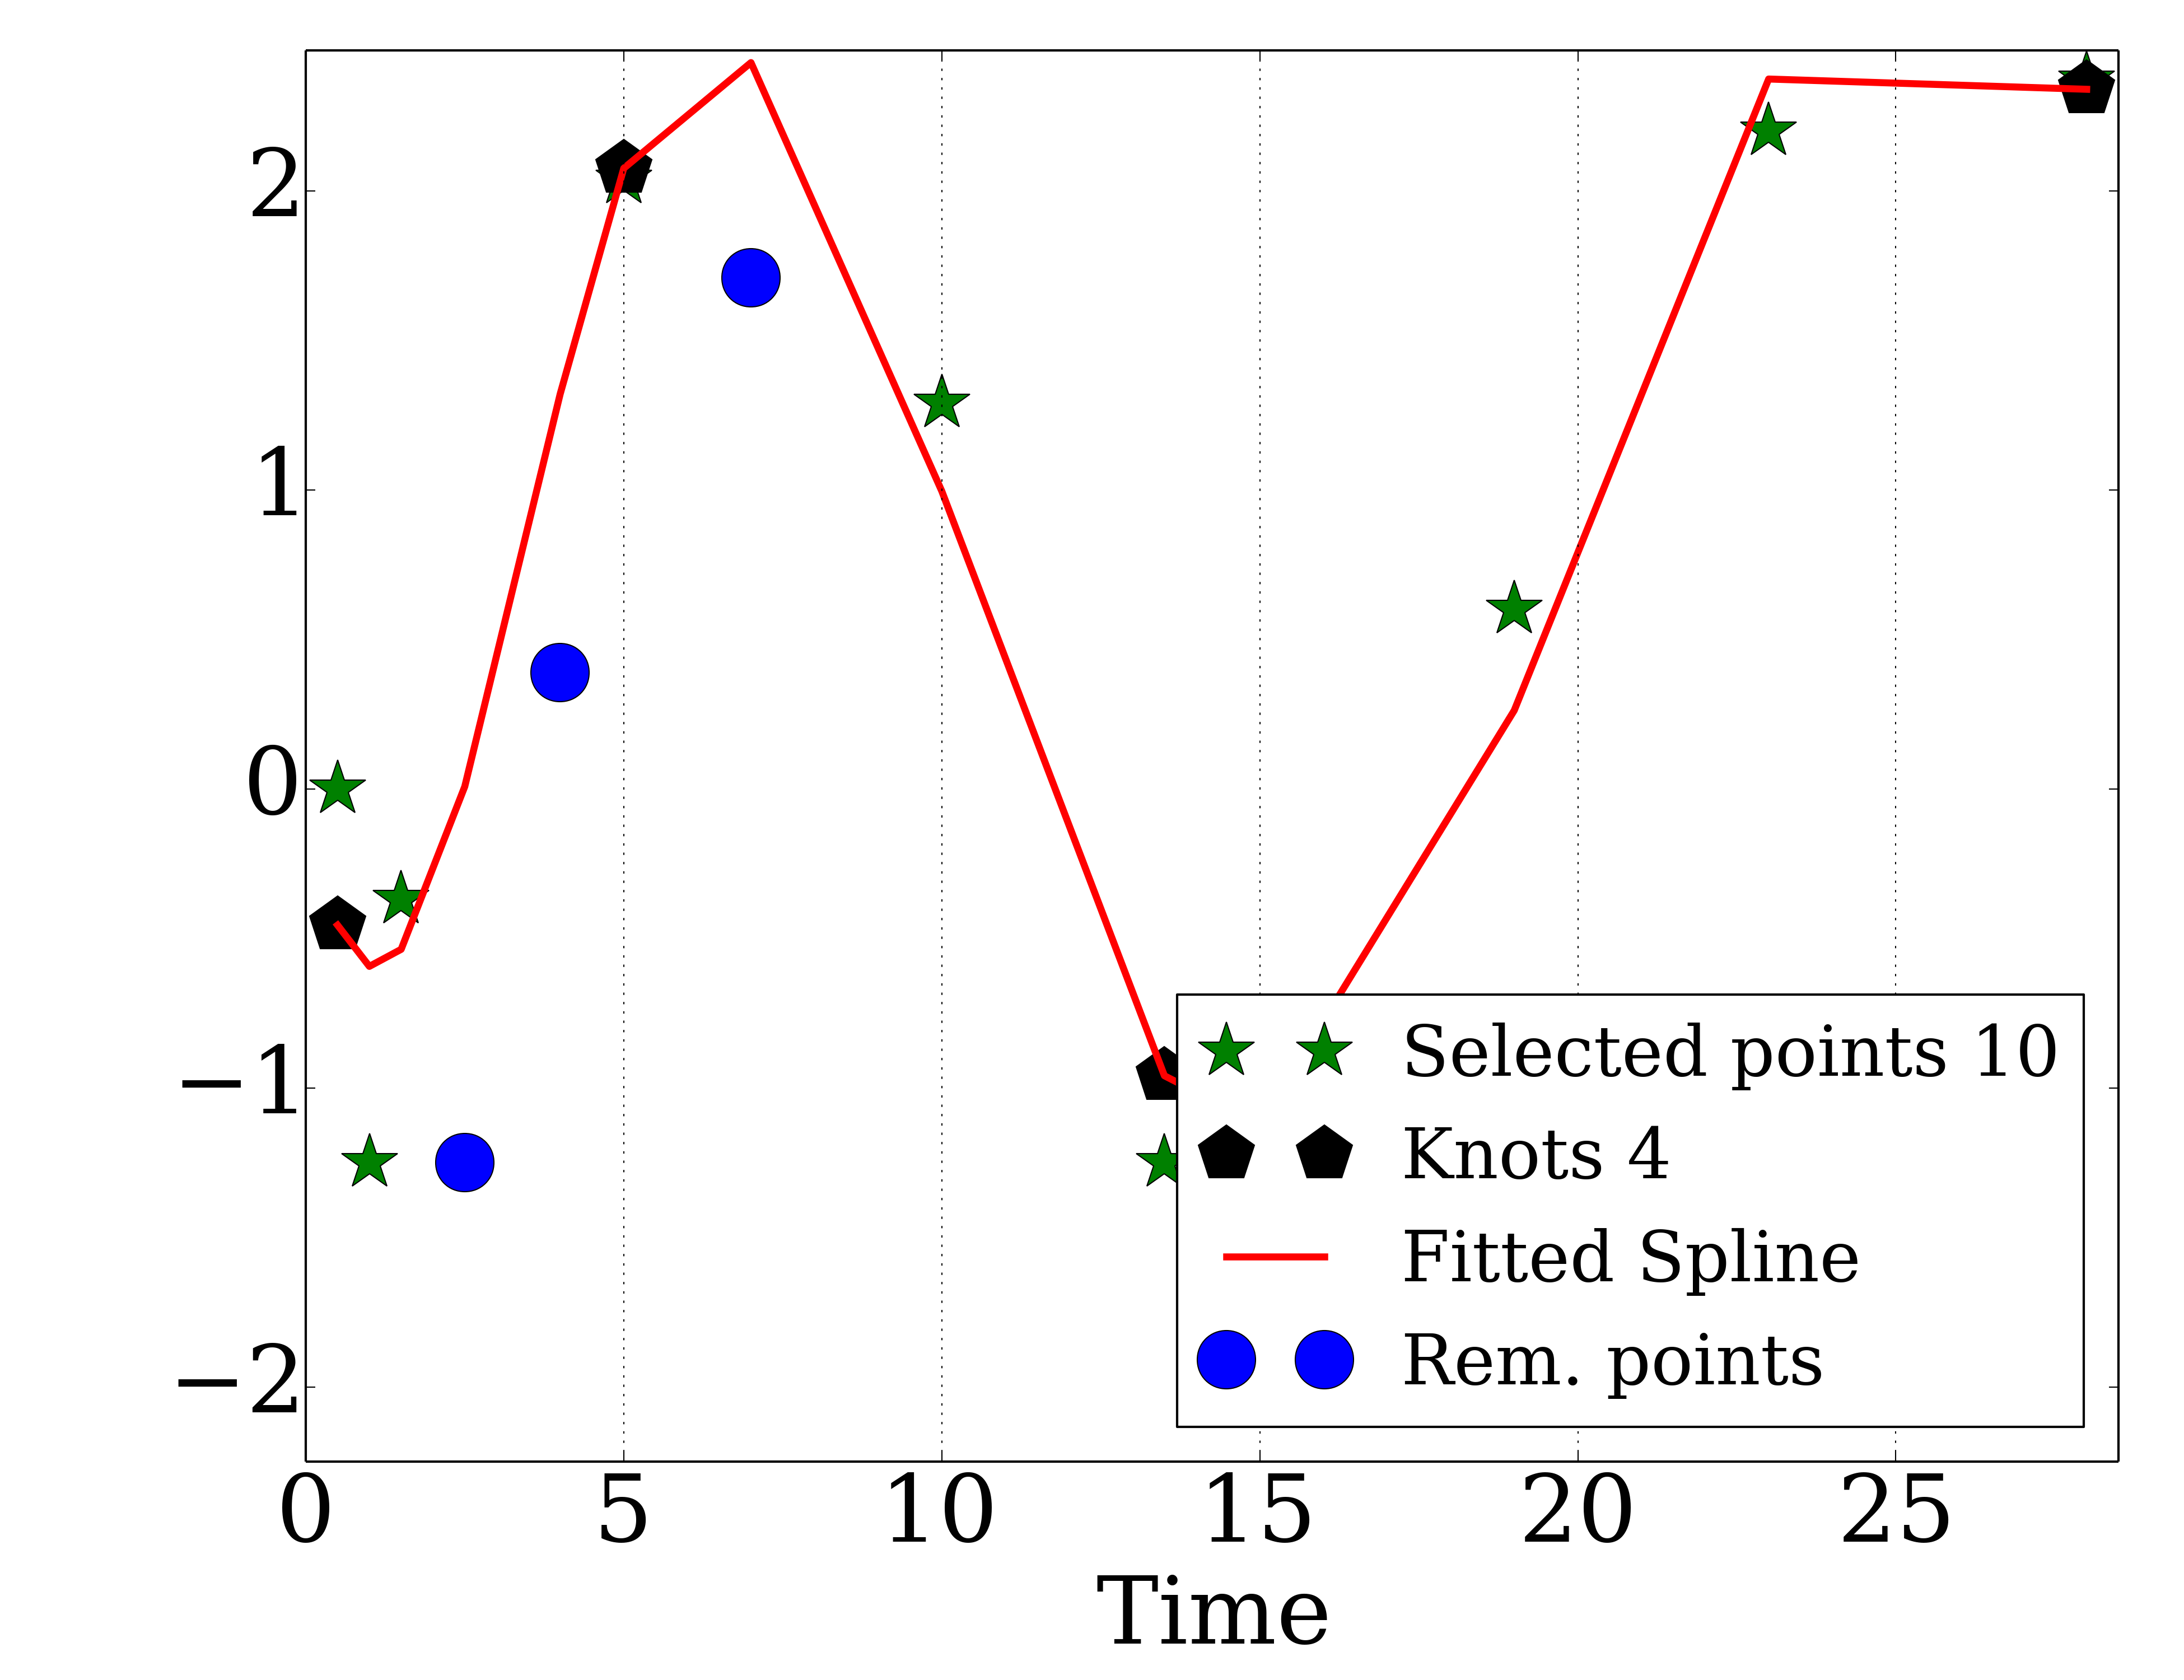 2
1
0
−1
−2
Selected points 10
Knots 4
Fitted Spline
Rem. points
0 5 10 15 20 25
Time